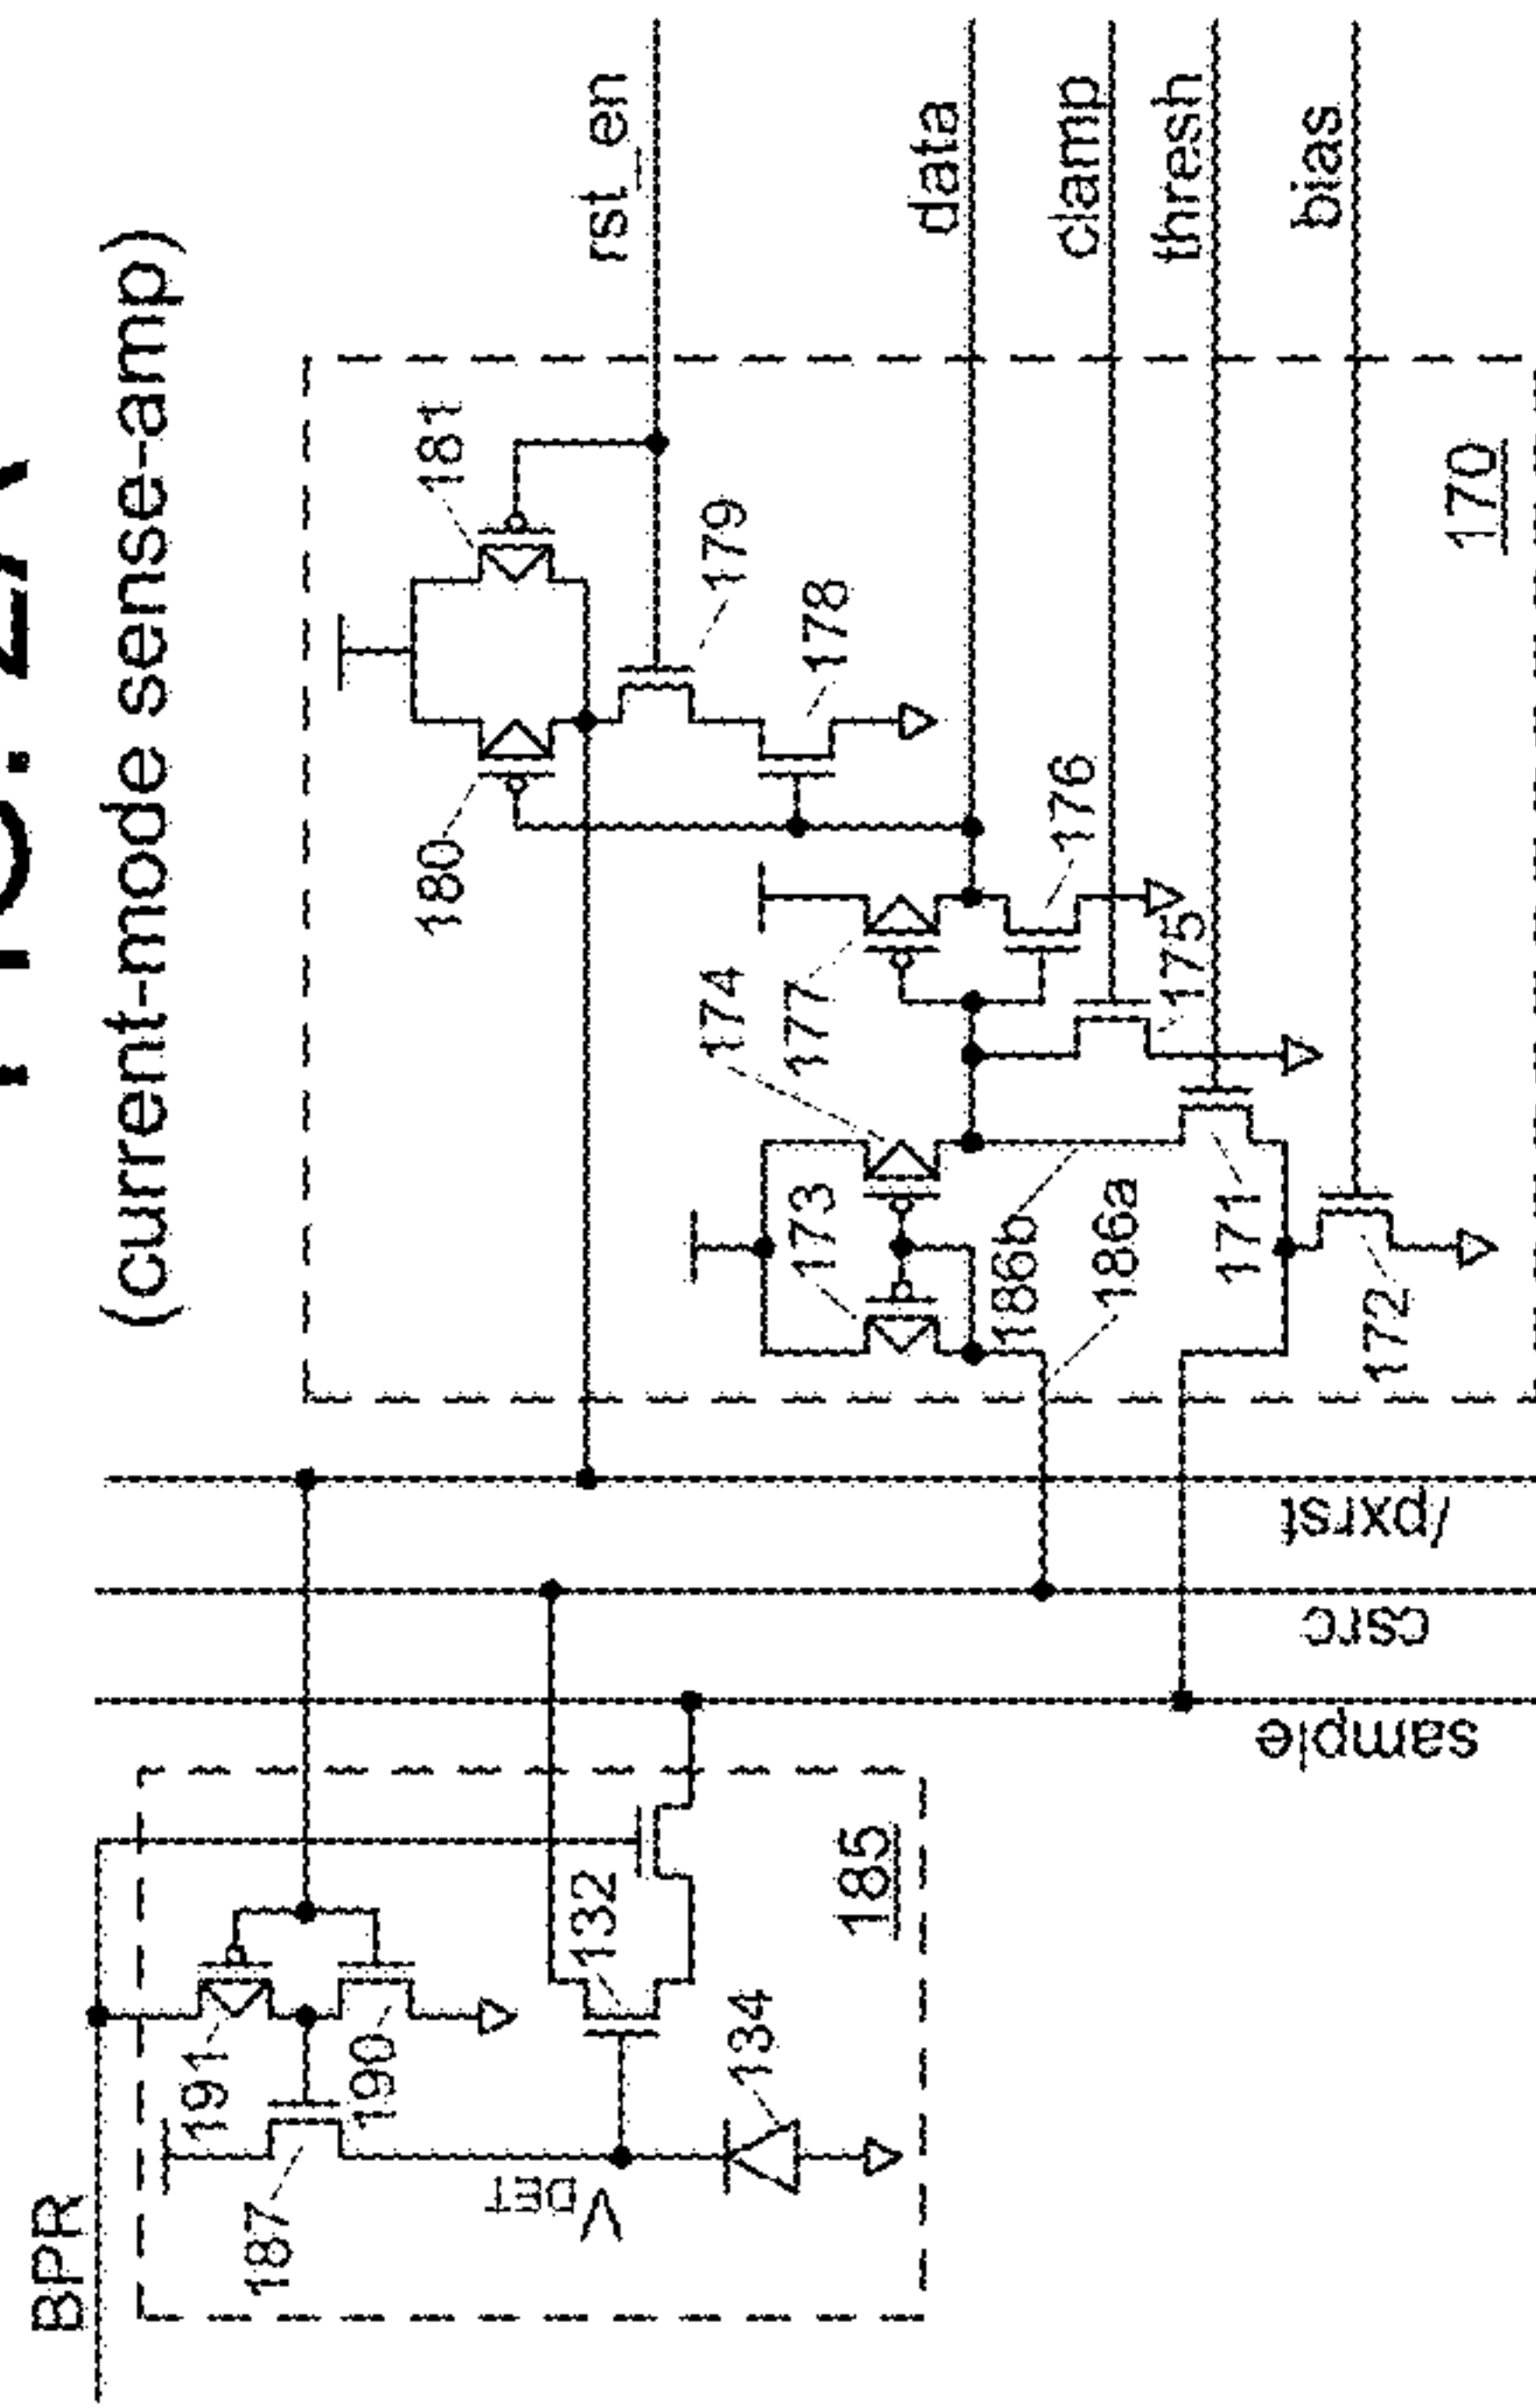 (current-mode sense-amp)
BPR
187
191
190
V DET
134
132
185
sample
csrc
/pxrst
180
181
179
178
rst_en
173
174
177
176
175
186b
186a
171
172
170
data
clamp
thresh
bias